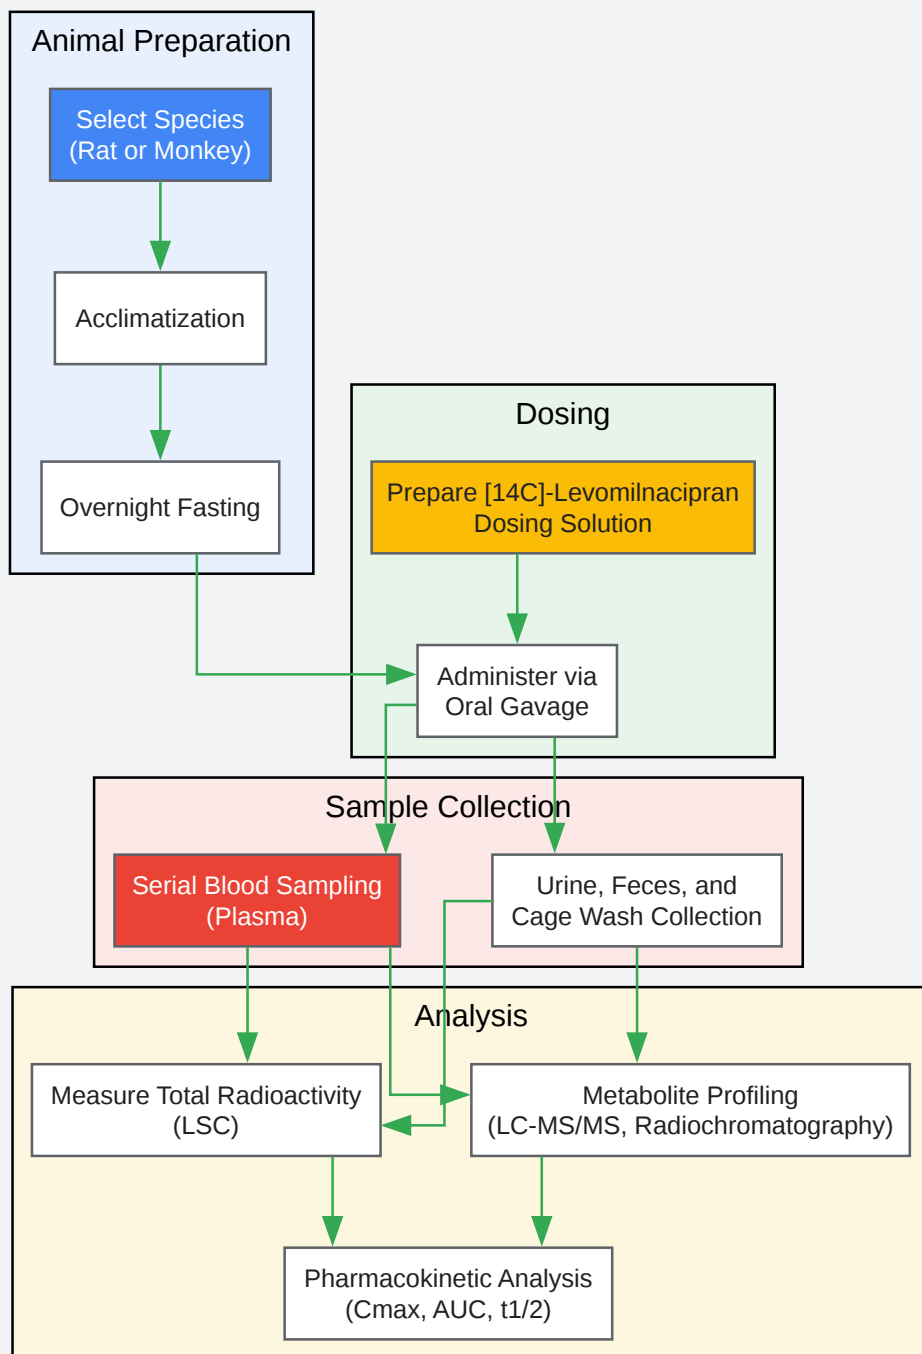 Animal Preparation
Select Species
(Rat or Monkey)
Acclimatization
Overnight Fasting
Dosing
Prepare [14C]-Levomilnacipran
Dosing Solution
Administer via
Oral Gavage
Sample Collection
Serial Blood Sampling
(Plasma)
Urine, Feces, and
Cage Wash Collection
Analysis
Measure Total Radioactivity
(LSC)
Metabolite Profiling
(LC-MS/MS, Radiochromatography)
Pharmacokinetic Analysis
(Cmax, AUC, t1/2)